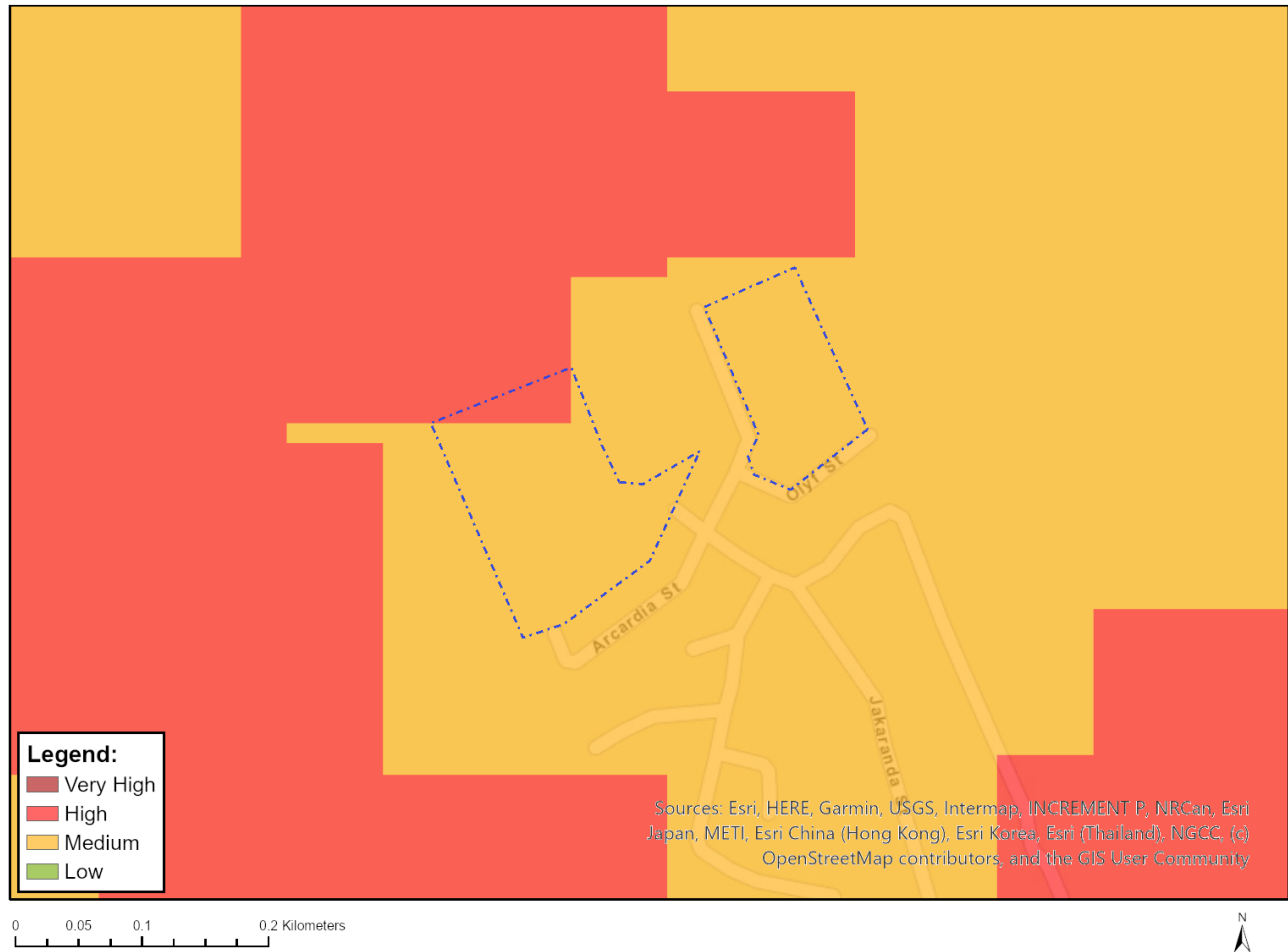 Olyf St
Arcardia St
Jakaranda S
Legend:
Very High
High
Medium
Low
Sources: Esri, HERE, Garmin, USGS, Intermap, INCREMENT P, NRCan, Esri
Japan, METI, Esri China (Hong Kong), Esri Korea, Esri (Thailand), NGCC, (c)
OpenStreetMap contributors, and the GIS User Community
0 0.05 0.1 0.2 Kilometers
N